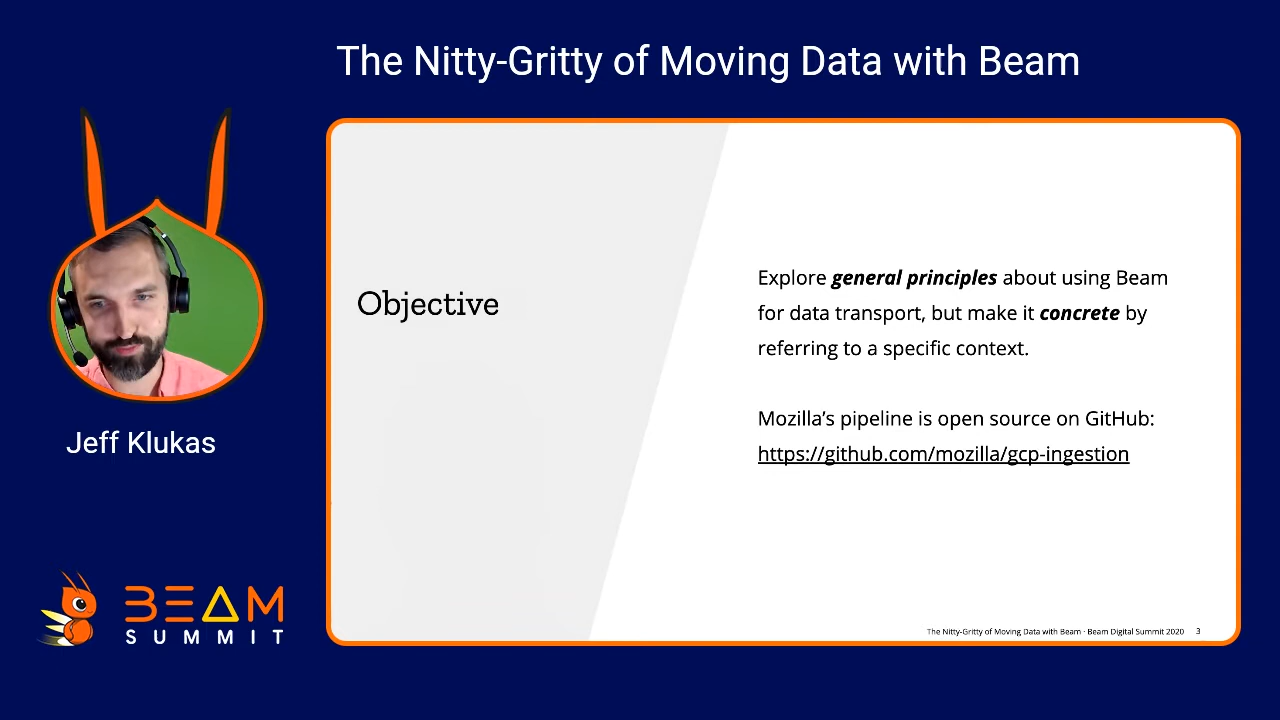 The Nitty-Gritty of Moving Data with Beam
Objective
Explore general principles about using Beam
for data transport, but make it concrete by
referring to a specific context.
Mozilla’s pipeline is open source on GitHub:
https://github.com/mozilla/gcp-ingestion
Jeff Klukas
BEAM
SUMMIT
The Nitty-Gritty of Moving Data with Beam - Beam Digital Summit 2020 3